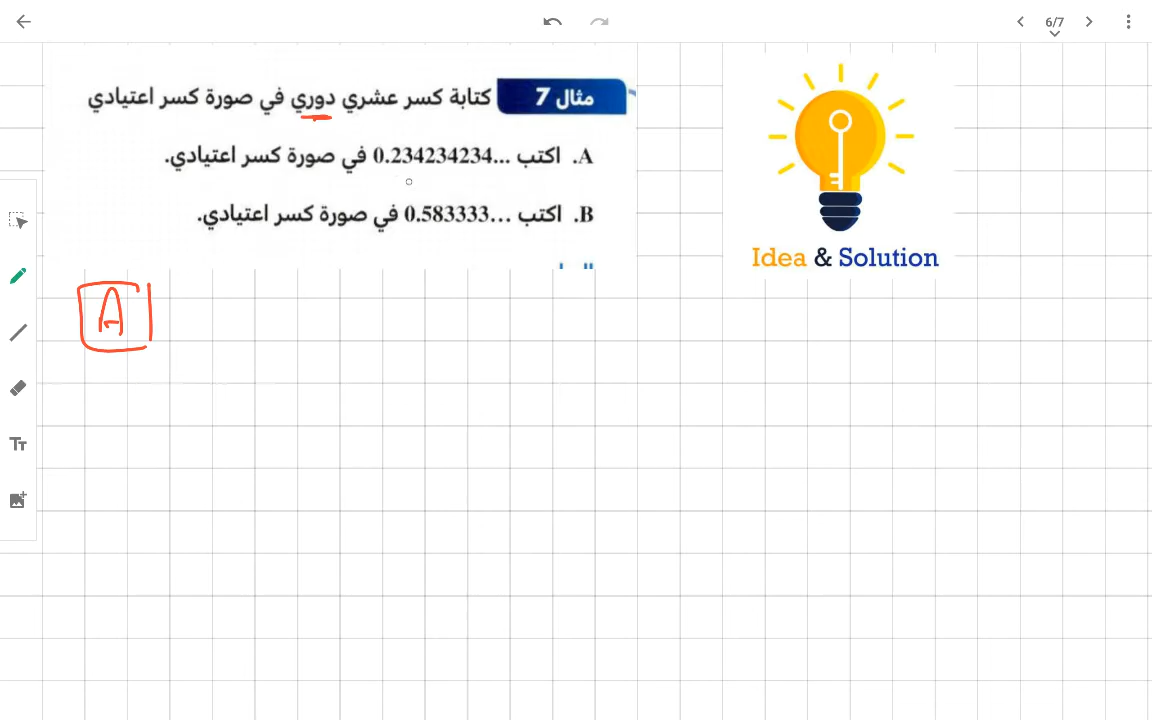 6/7
مثال 7 كتابة كسر عشري دوري في صورة كسر اعتيادي
A. اكتب 0.234234234... في صورة كسر اعتيادي.
B. اكتب 0.583333... في صورة كسر اعتيادي.
Idea & Solution
A
Tт